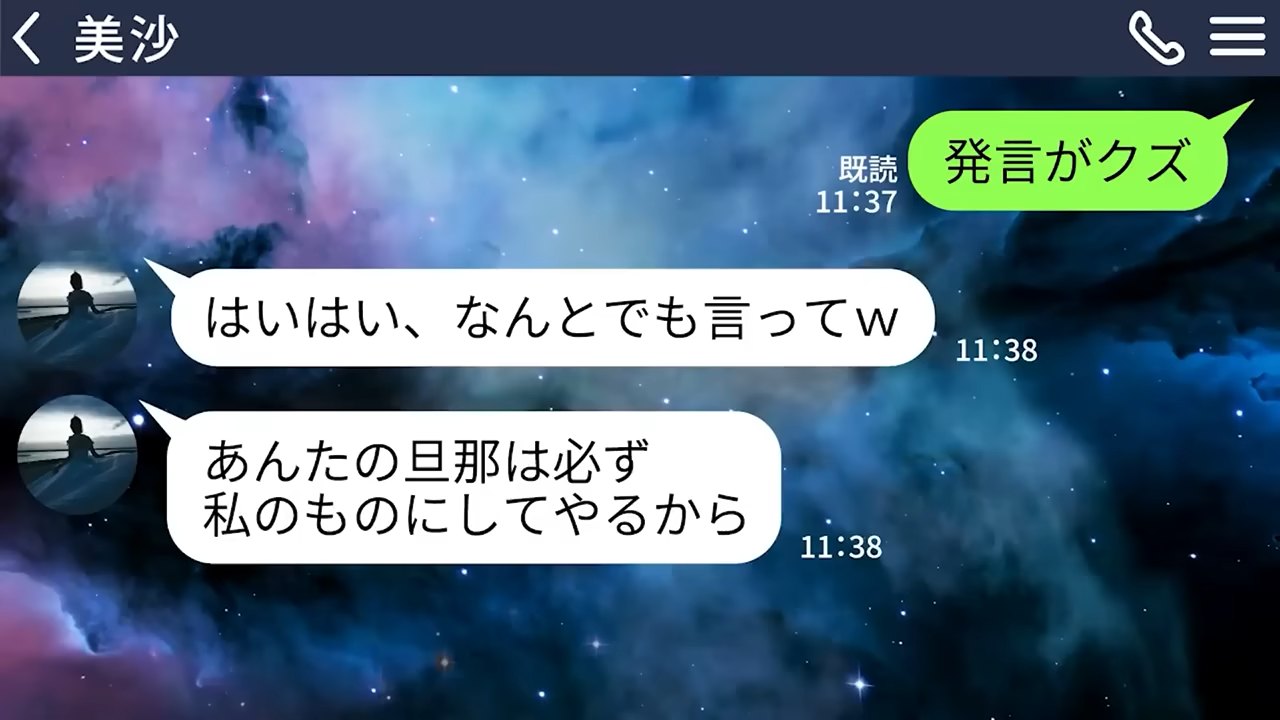 美沙
発言がクズ
既読
11:37
はいはい、なんとでも言ってw
11:38
あんたの旦那は必ず
私のものにしてやるから
11:38